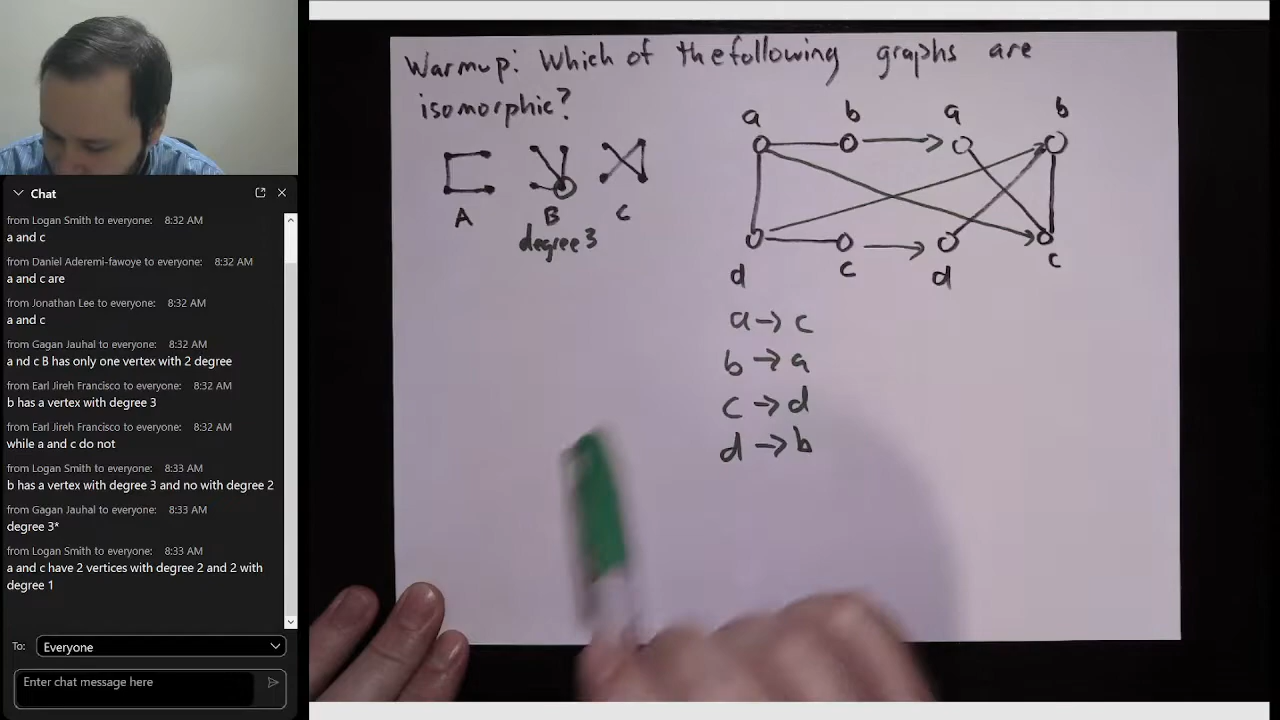 Chat
from Logan Smith to everyone: 8:32 AM
a and c
from Daniel Aderemi-fawoye to everyone: 8:32 AM
a and c are
from Jonathan Lee to everyone: 8:32 AM
a and c
from Gagan Jauhal to everyone: 8:32 AM
a nd c B has only one vertex with 2 degree
from Earl Jireh Francisco to everyone: 8:32 AM
b has a vertex with degree 3
from Earl Jireh Francisco to everyone: 8:32 AM
while a and c do not
from Logan Smith to everyone: 8:33 AM
b has a vertex with degree 3 and no with degree 2
from Gagan Jauhal to everyone: 8:33 AM
degree 3*
from Logan Smith to everyone: 8:33 AM
a and c have 2 vertices with degree 2 and 2 with
degree 1
To: Everyone
Enter chat message here
Warmup: Which of the following graphs are
isomorphic?
A B C
degree 3
a b a b
d c d c
a → c
b → a
c → d
d → b